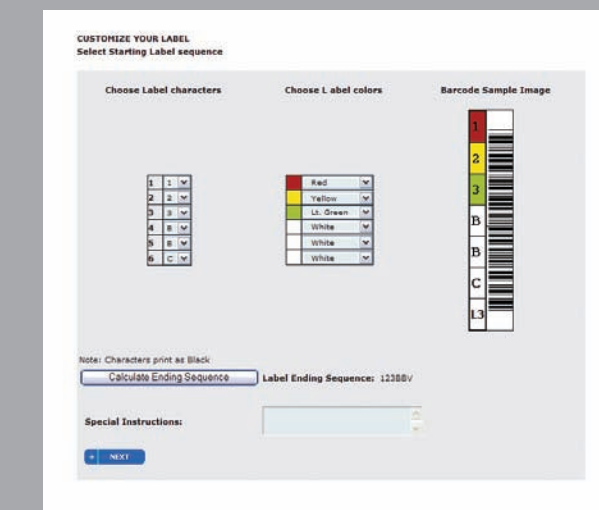 CUSTOMIZE YOUR LABEL
Select Starting Label sequence
Choose Label characters
Choose L abel colors
Barcode Sample Image
1 1
2 2
3 3
4 B
5 B
6 C
Red
Yellow
Lt. Green
White
White
White
1
2
3
B
B
C
L3
Note: Characters print as Black
Calculate Ending Sequence
Label Ending Sequence: 123BBV
Special Instructions:
NEXT